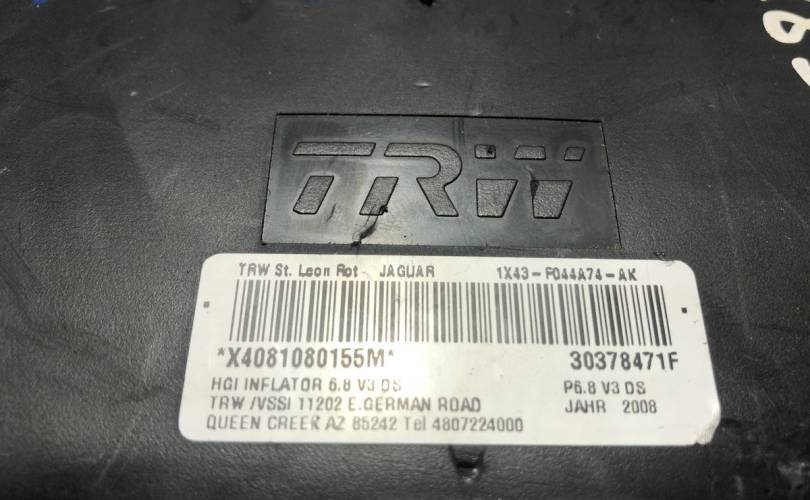 TRW
TRW St. Leon Rot - JAGUAR 1X43-F044A74-AK
*X4081080155M* 30378471F
HGI INFLATOR 6.8 V3 DS P6.8 V3 DS
TRW /VSSI 11202 E.GERMAN ROAD JAHR 2008
QUEEN CREEK AZ 85242 Tel 4807224000